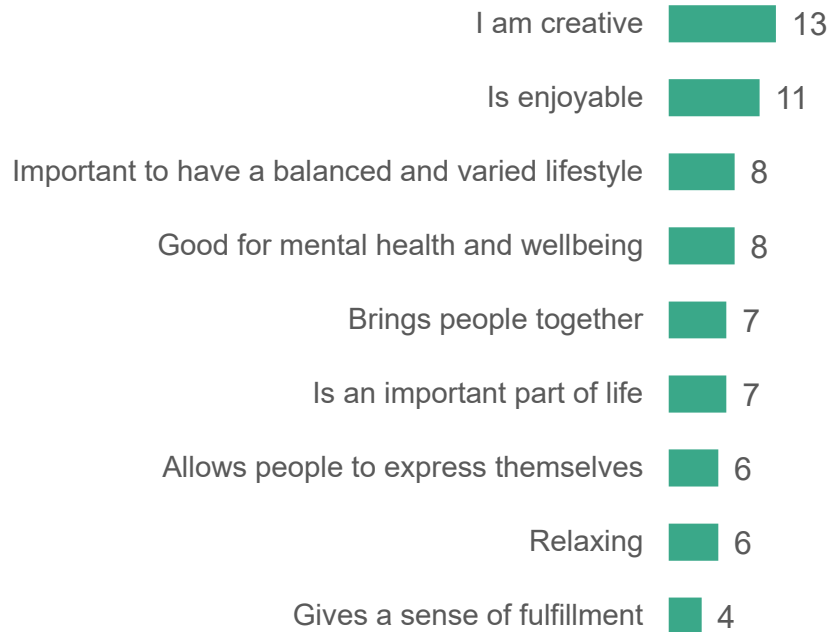 I am creative 13
Is enjoyable 11
Important to have a balanced and varied lifestyle 8
Good for mental health and wellbeing 8
Brings people together 7
Is an important part of life 7
Allows people to express themselves 6
Relaxing 6
Gives a sense of fulfillment 4